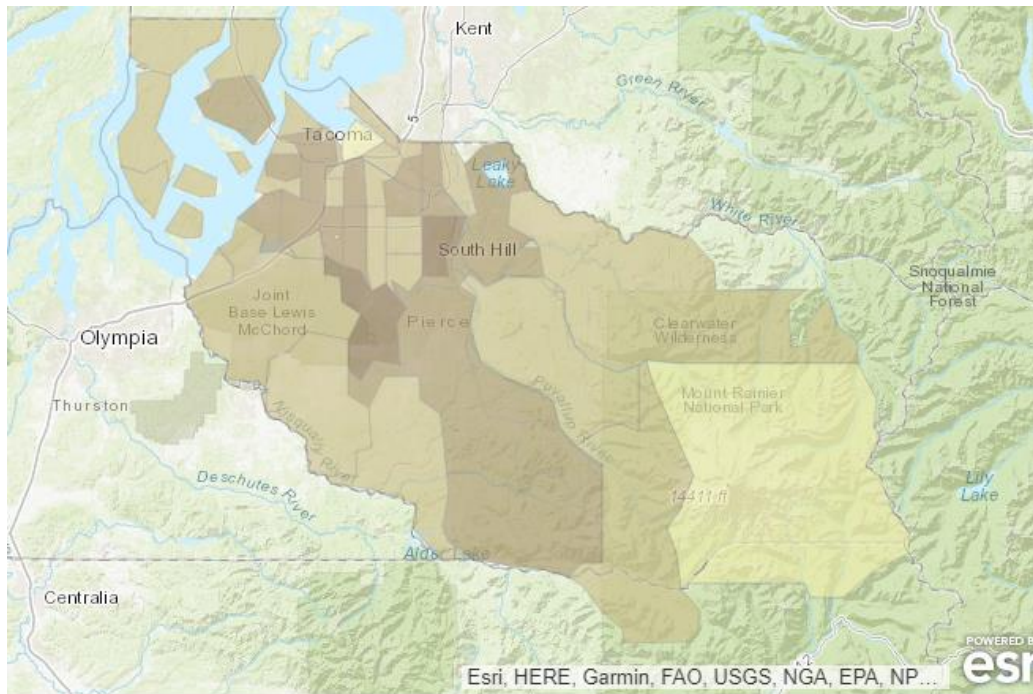 Kent
Green River
Tacoma
5
Leaky
Lake
White River
South Hill
Snoqualmie
National
Forest
Joint
Base Lewis
McChord
Pierce
Clearwater
Wilderness
Olympia
Mount Rainier
National Park
Thurston
Nisqually River
Puyallup River
Deschutes River
14411 ft
Lily
Lake
Alder Lake
Centralia
12
POWERED B
esri
Esri, HERE, Garmin, FAO, USGS, NGA, EPA, NP...